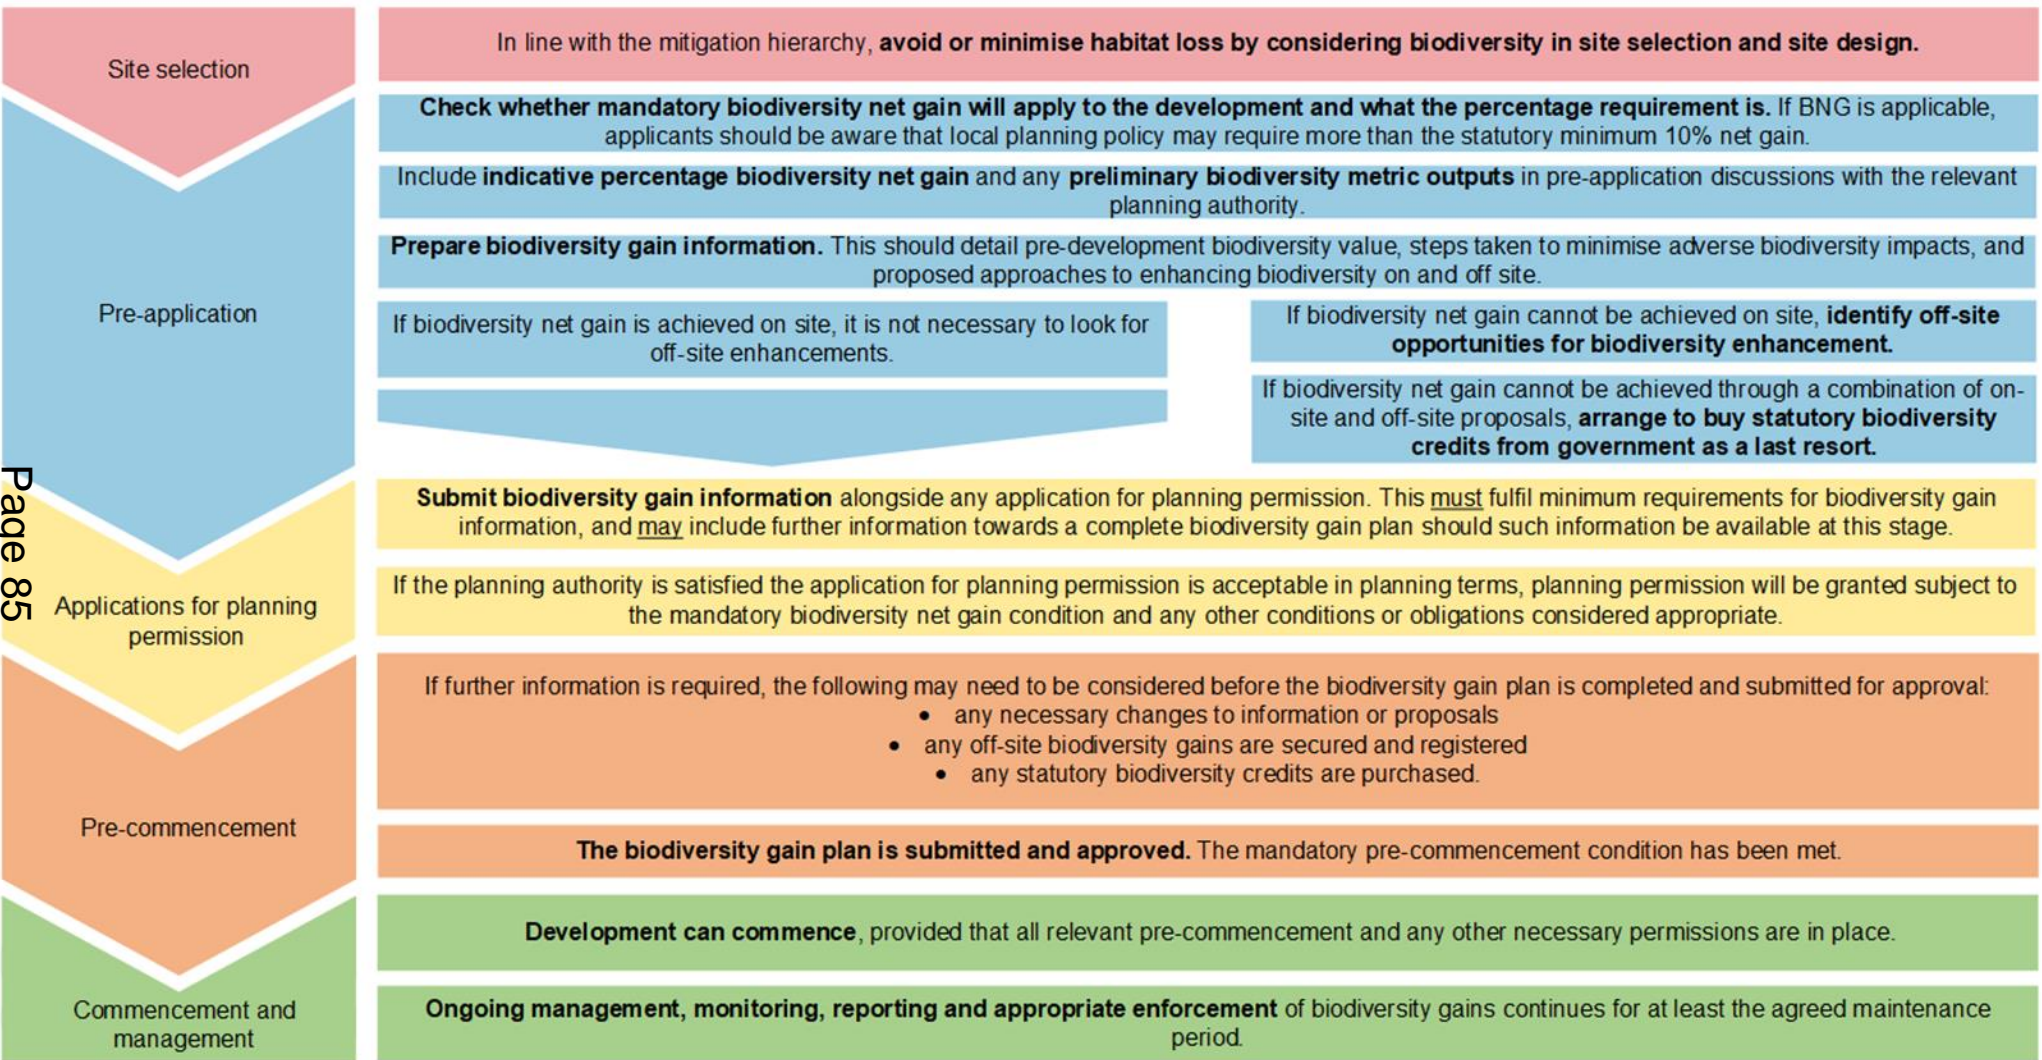 Site selection
In line with the mitigation hierarchy, avoid or minimise habitat loss by considering biodiversity in site selection and site design.
Pre-application
Check whether mandatory biodiversity net gain will apply to the development and what the percentage requirement is. If BNG is applicable,
applicants should be aware that local planning policy may require more than the statutory minimum 10% net gain.
Include indicative percentage biodiversity net gain and any preliminary biodiversity metric outputs in pre-application discussions with the relevant
planning authority.
Prepare biodiversity gain information. This should detail pre-development biodiversity value, steps taken to minimise adverse biodiversity impacts, and
proposed approaches to enhancing biodiversity on and off site.
If biodiversity net gain is achieved on site, it is not necessary to look for
off-site enhancements.
If biodiversity net gain cannot be achieved on site, identify off-site
opportunities for biodiversity enhancement.
If biodiversity net gain cannot be achieved through a combination of on-
site and off-site proposals, arrange to buy statutory biodiversity
credits from government as a last resort.
Page 85
Applications for planning
permission
Submit biodiversity gain information alongside any application for planning permission. This must fulfil minimum requirements for biodiversity gain
information, and may include further information towards a complete biodiversity gain plan should such information be available at this stage.
If the planning authority is satisfied the application for planning permission is acceptable in planning terms, planning permission will be granted subject to
the mandatory biodiversity net gain condition and any other conditions or obligations considered appropriate.
Pre-commencement
If further information is required, the following may need to be considered before the biodiversity gain plan is completed and submitted for approval:
• any necessary changes to information or proposals
• any off-site biodiversity gains are secured and registered
• any statutory biodiversity credits are purchased.
The biodiversity gain plan is submitted and approved. The mandatory pre-commencement condition has been met.
Commencement and
management
Development can commence, provided that all relevant pre-commencement and any other necessary permissions are in place.
Ongoing management, monitoring, reporting and appropriate enforcement of biodiversity gains continues for at least the agreed maintenance
period.